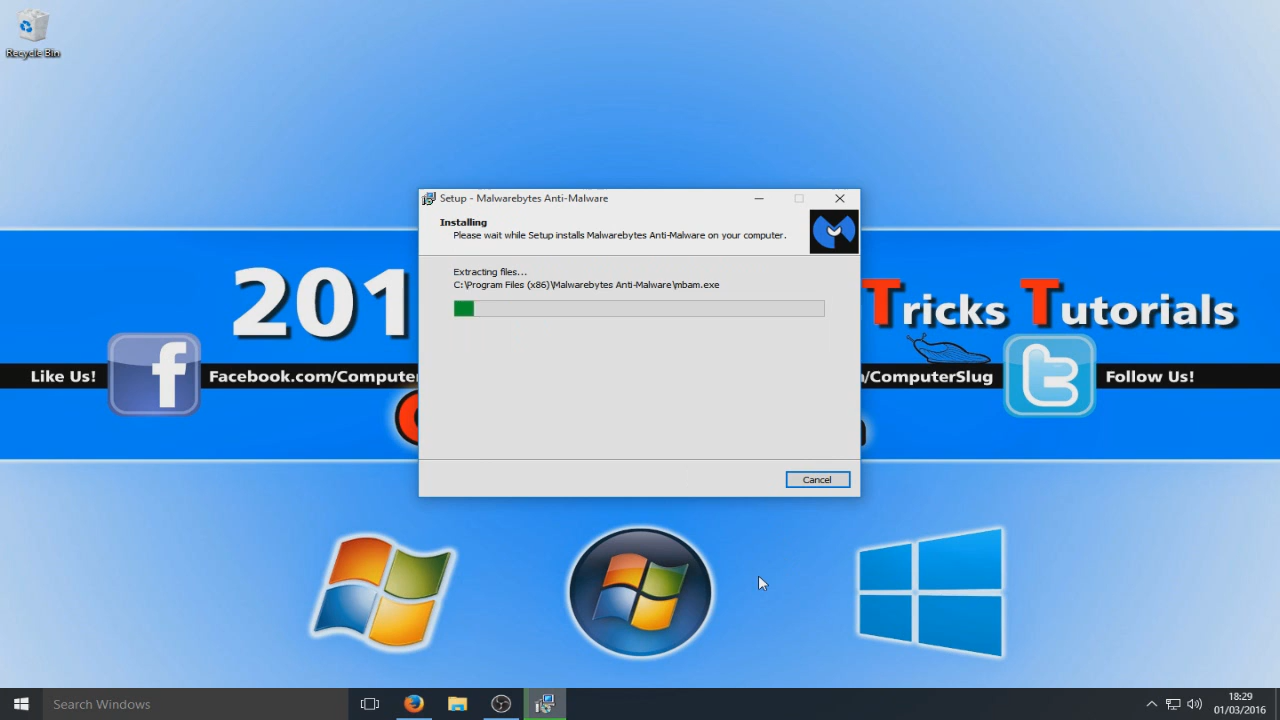 Recycle Bin
Setup - Malwarebytes Anti-Malware
Installing
Please wait while Setup installs Malwarebytes Anti-Malware on your computer.
Extracting files...
C:\Program Files (x86)\Malwarebytes Anti-Malware\mbam.exe
201
Tricks Tutorials
Like Us!
f
Facebook.com/Computer
/ComputerSlug
t
Follow Us!
Cancel
Search Windows
18:29
01/03/2016